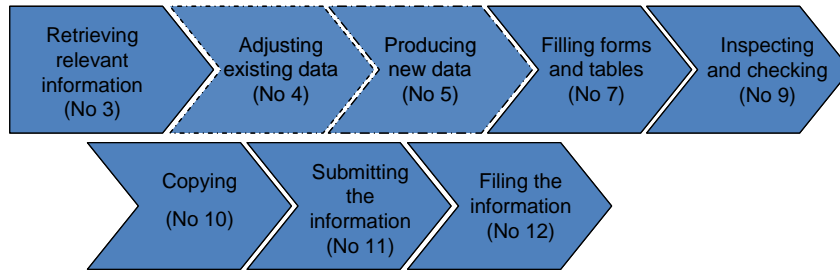 Retrieving
relevant
information
(No 3)
Adjusting
existing data
(No 4)
Producing
new data
(No 5)
Filling forms
and tables
(No 7)
Inspecting
and checking
(No 9)
Copying
(No 10)
Submitting
the
information
(No 11)
Filing the
information
(No 12)